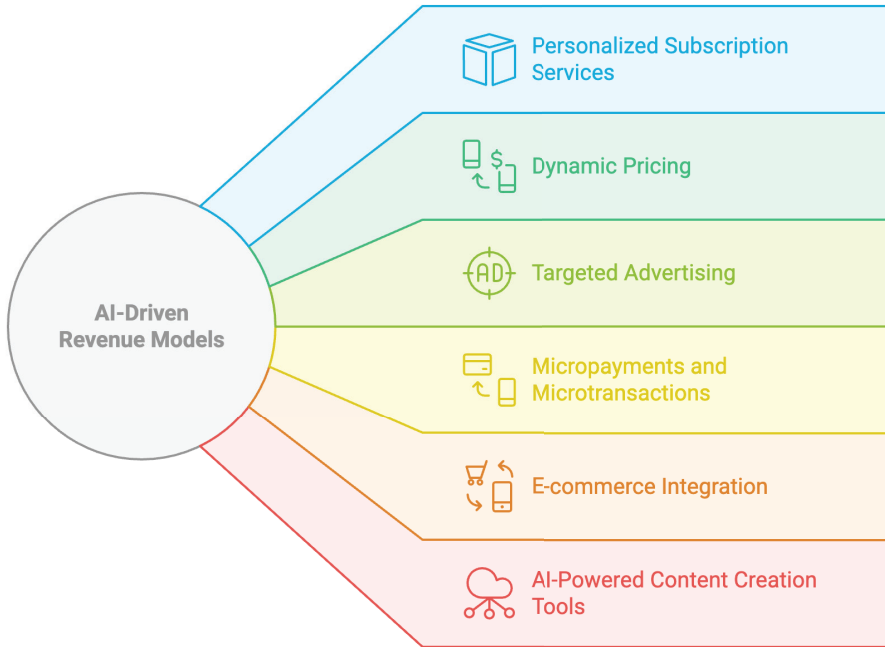 Personalized Subscription
Services
$
Dynamic Pricing
AD
Targeted Advertising
AI-Driven
Revenue Models
Micropayments and
Microtransactions
E-commerce Integration
AI-Powered Content Creation
Tools